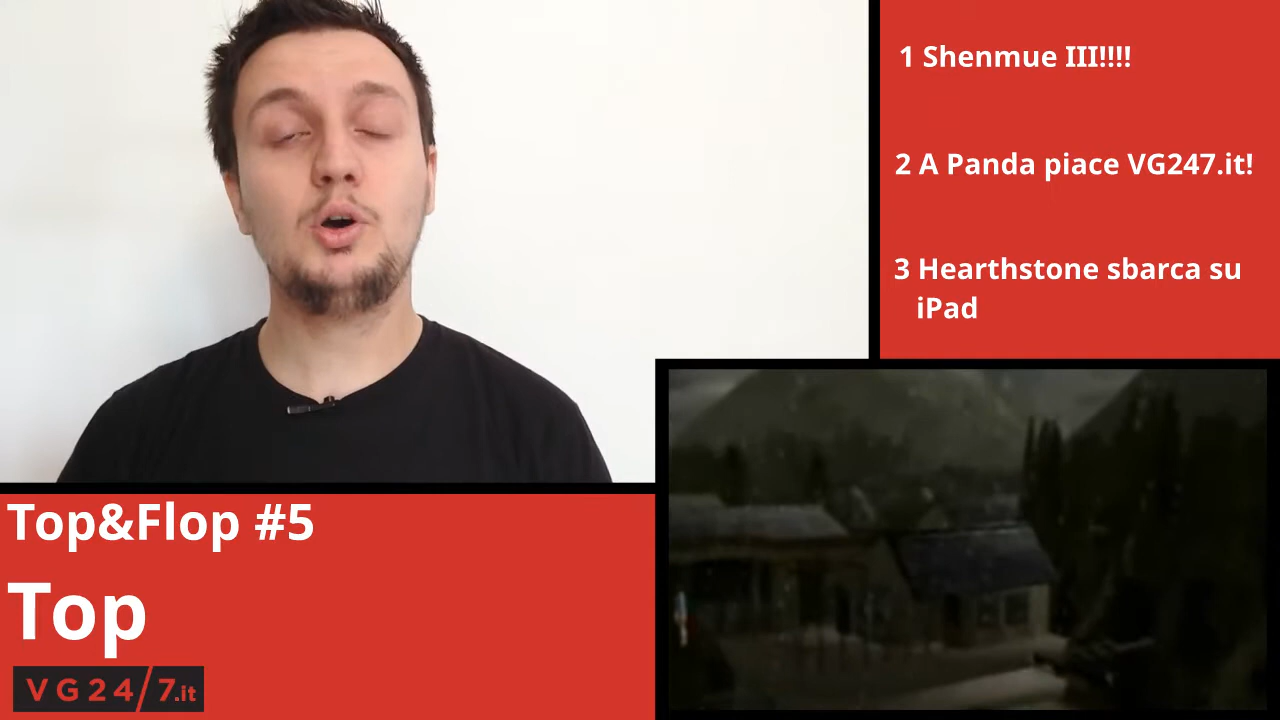 1 Shenmue III!!!!
2 A Panda piace VG247.it!
3 Hearthstone sbarca su
iPad
Top&Flop #5
Top
VG24/7.it